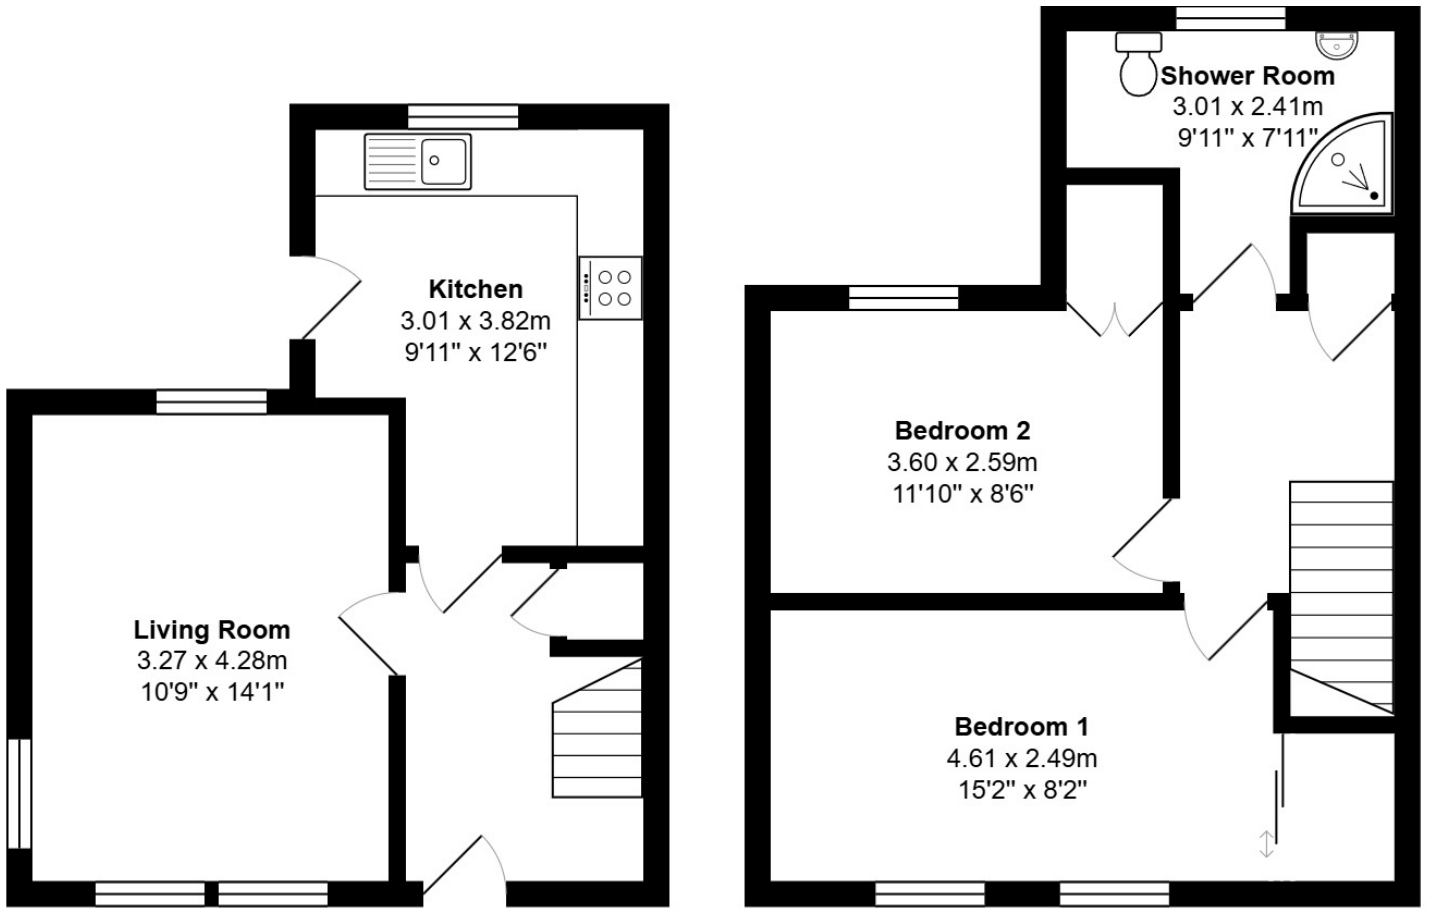 Shower Room
3.01 x 2.41m
9'11" x 7'11"
Kitchen
3.01 x 3.82m
9'11" x 12'6"
Bedroom 2
3.60 x 2.59m
11'10" x 8'6"
Living Room
3.27 x 4.28m
10'9" x 14'1"
Bedroom 1
4.61 x 2.49m
15'2" x 8'2"